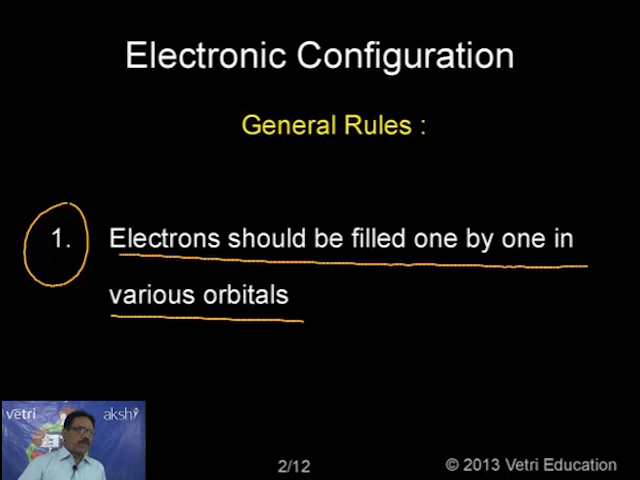 Electronic Configuration
General Rules :
1. Electrons should be filled one by one in
various orbitals
vetri
aksh
2/12
© 2013 Vetri Education